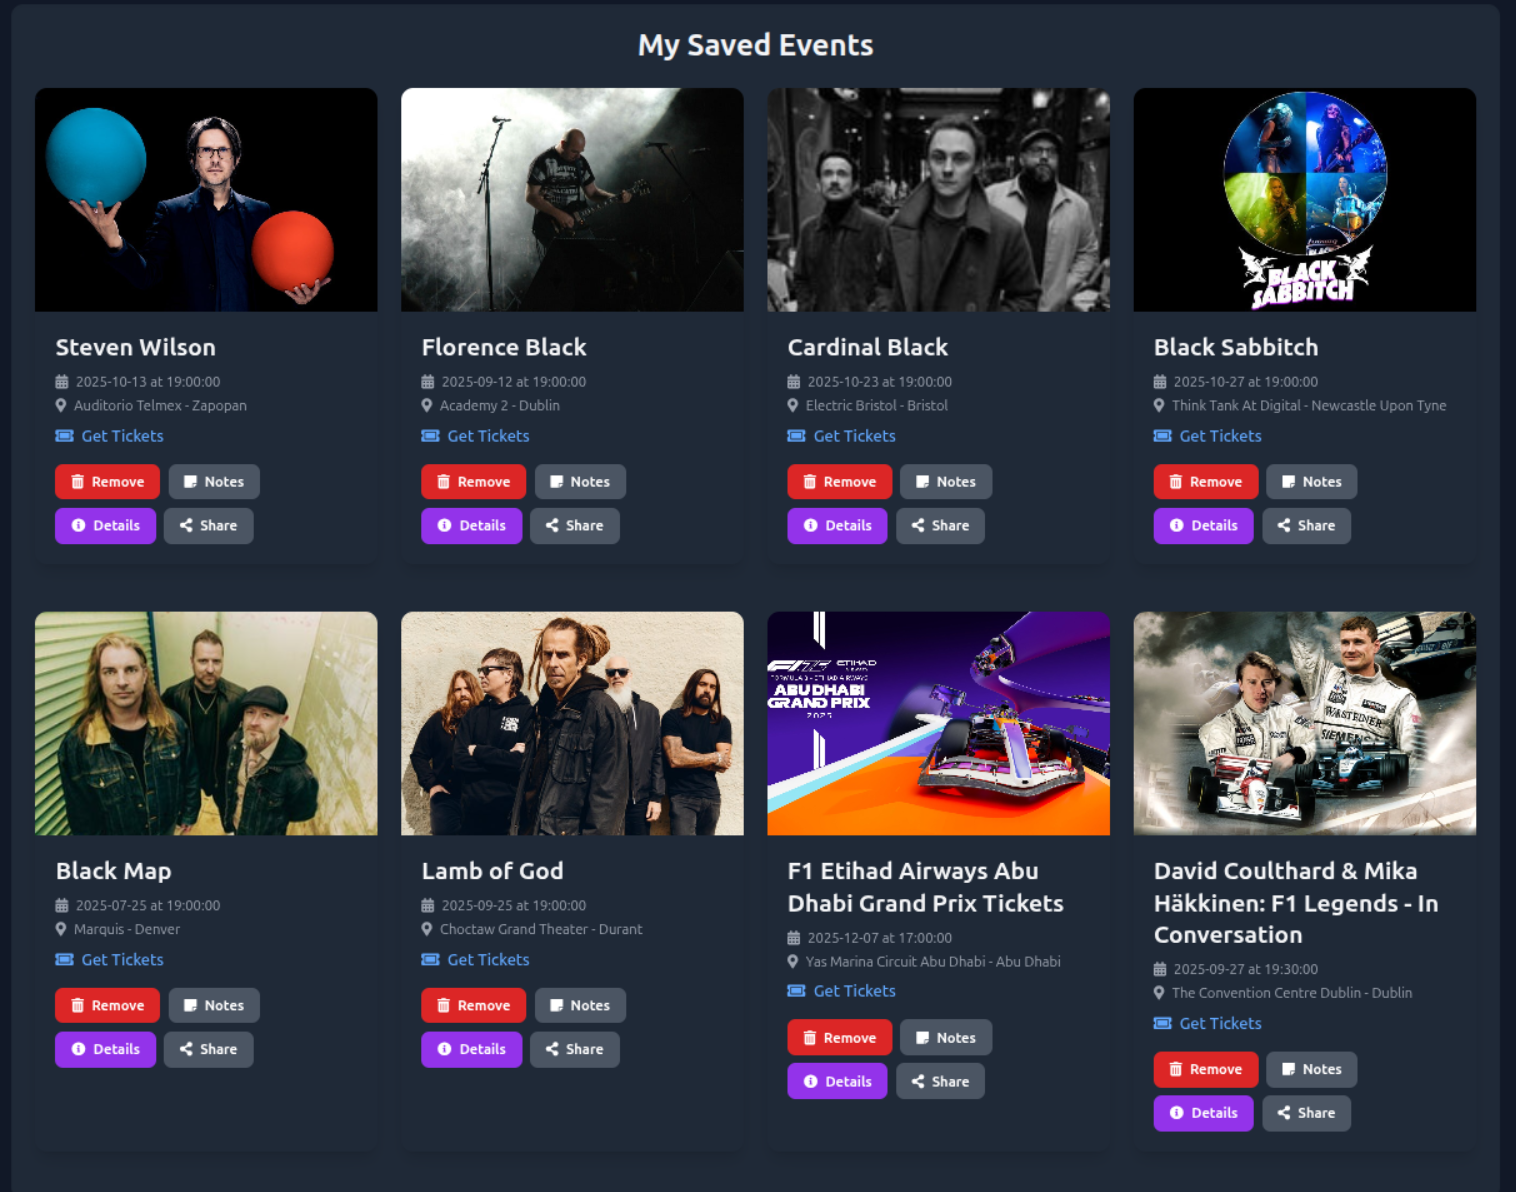 My Saved Events
BLACK
SABBITCH
Steven Wilson
2025-10-13 at 19:00:00
Auditorio Telmex - Zapopan
Get Tickets
Remove
Notes
Details
Share
Florence Black
2025-09-12 at 19:00:00
Academy 2 - Dublin
Get Tickets
Remove
Notes
Details
Share
Cardinal Black
2025-10-23 at 19:00:00
Electric Bristol - Bristol
Get Tickets
Remove
Notes
Details
Share
Black Sabbitch
2025-10-27 at 19:00:00
Think Tank At Digital - Newcastle Upon Tyne
Get Tickets
Remove
Notes
Details
Share
F1 ETIHAD
FORMULA 1 - ETIHAD AIRWAYS
ABU DHABI
GRAND PRIX
2025
WARSTEINER
SIEMENS
Black Map
2025-07-25 at 19:00:00
Marquis - Denver
Get Tickets
Remove
Notes
Details
Share
Lamb of God
2025-09-25 at 19:00:00
Choctaw Grand Theater - Durant
Get Tickets
Remove
Notes
Details
Share
F1 Etihad Airways Abu
Dhabi Grand Prix Tickets
2025-12-07 at 17:00:00
Yas Marina Circuit Abu Dhabi - Abu Dhabi
Get Tickets
Remove
Notes
Details
Share
David Coulthard & Mika
Häkkinen: F1 Legends - In
Conversation
2025-09-27 at 19:30:00
The Convention Centre Dublin - Dublin
Get Tickets
Remove
Notes
Details
Share